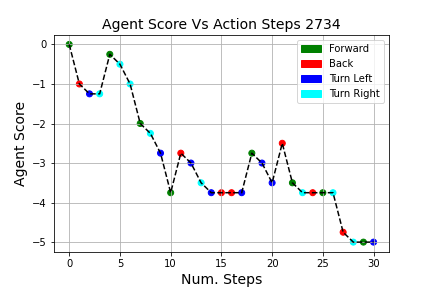 Agent Score Vs Action Steps 2734
Agent Score
0
−1
−2
−3
−4
−5
Forward
Back
Turn Left
Turn Right
0 5 10 15 20 25 30
Num. Steps